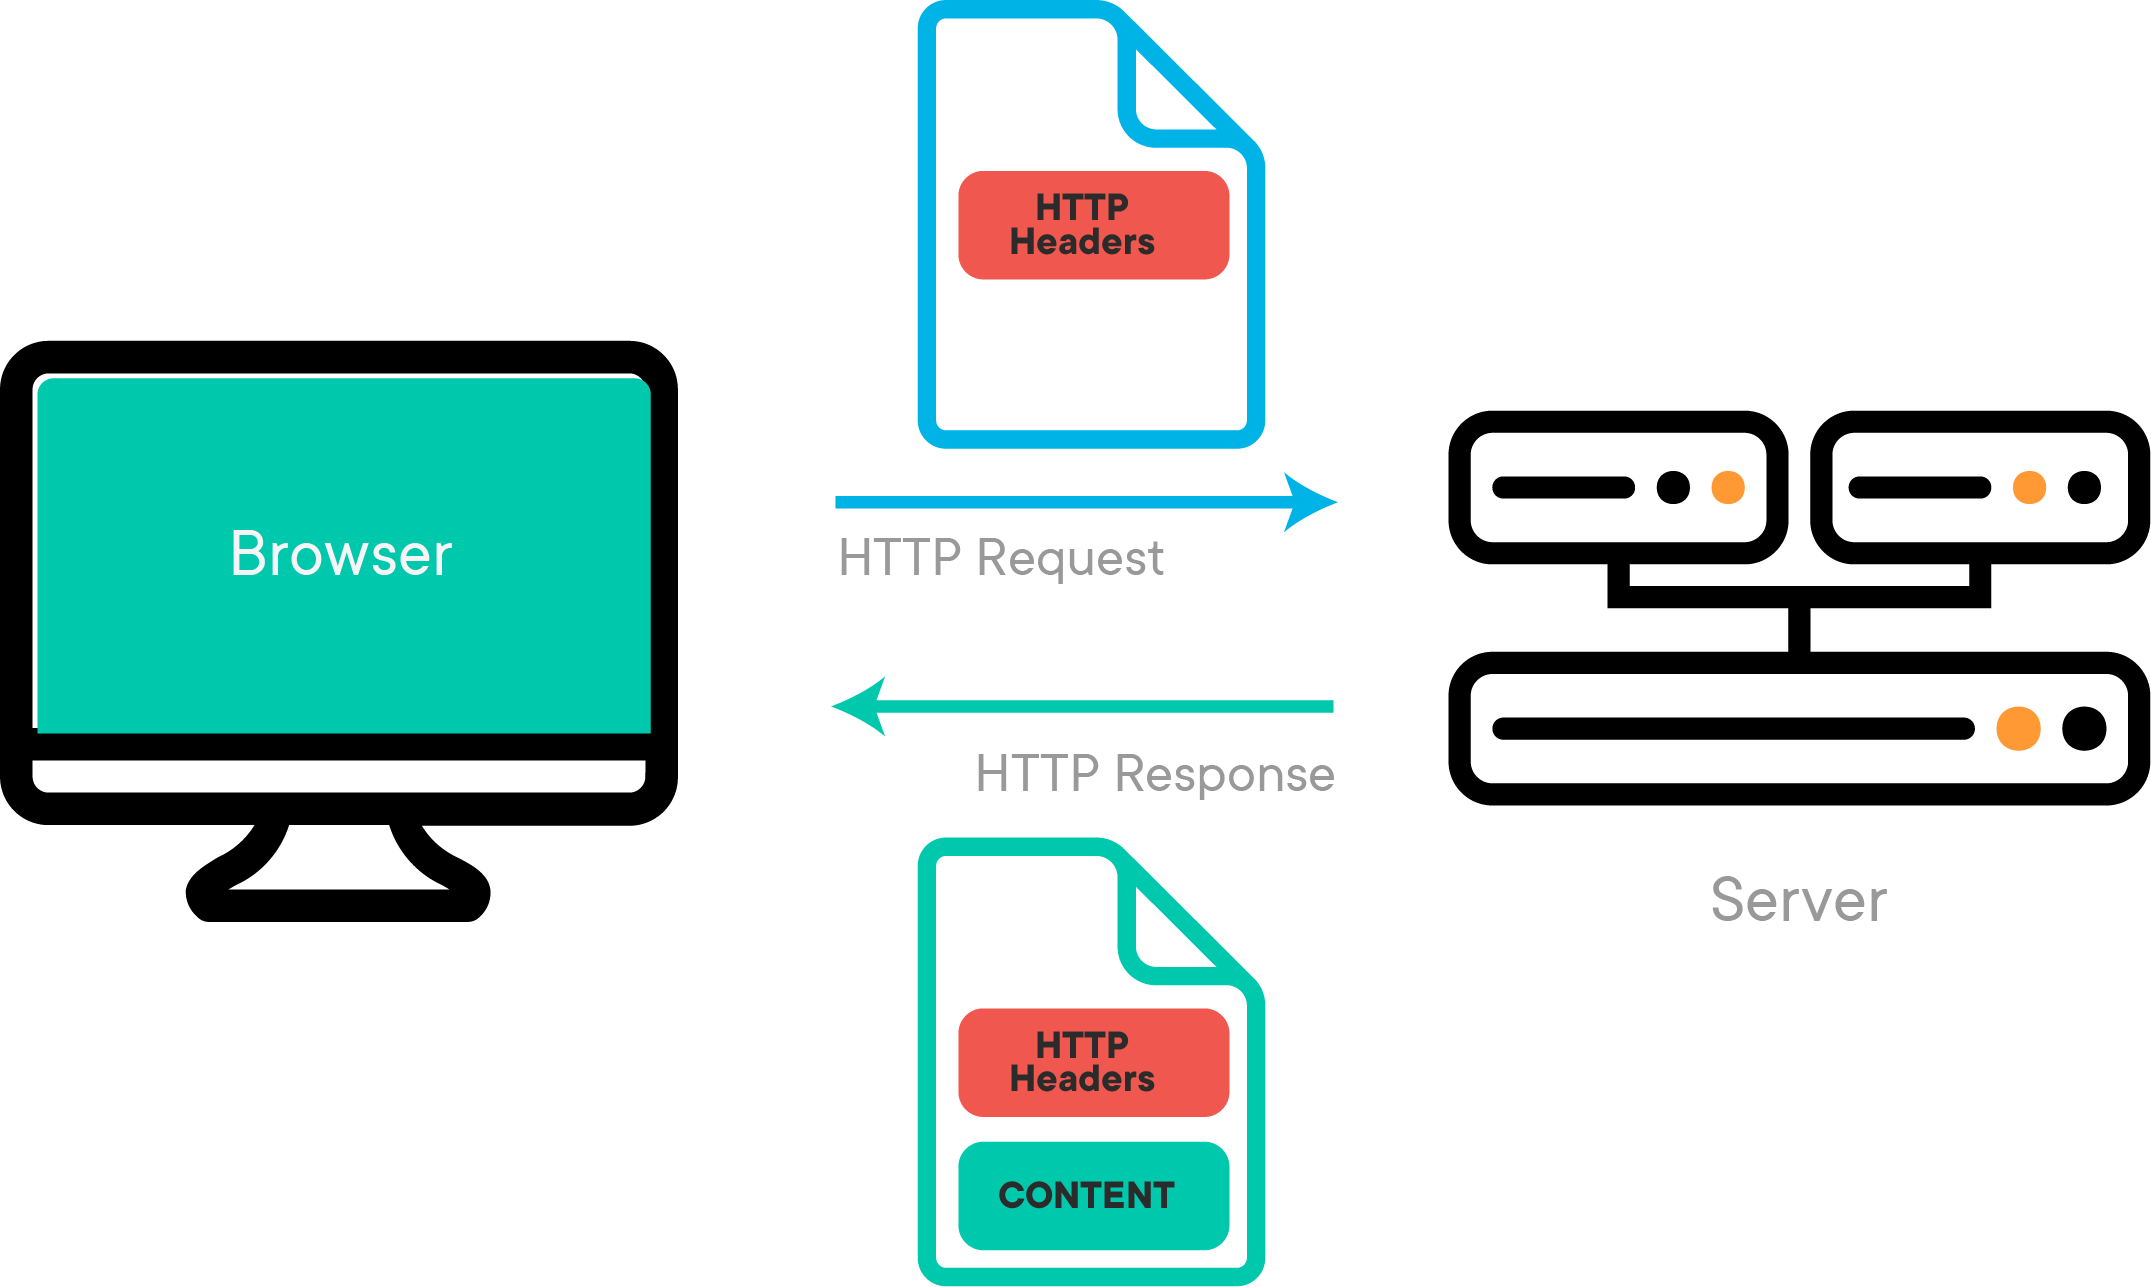 HTTP
Headers
Browser
HTTP Request
HTTP Response
Server
HTTP
Headers
CONTENT